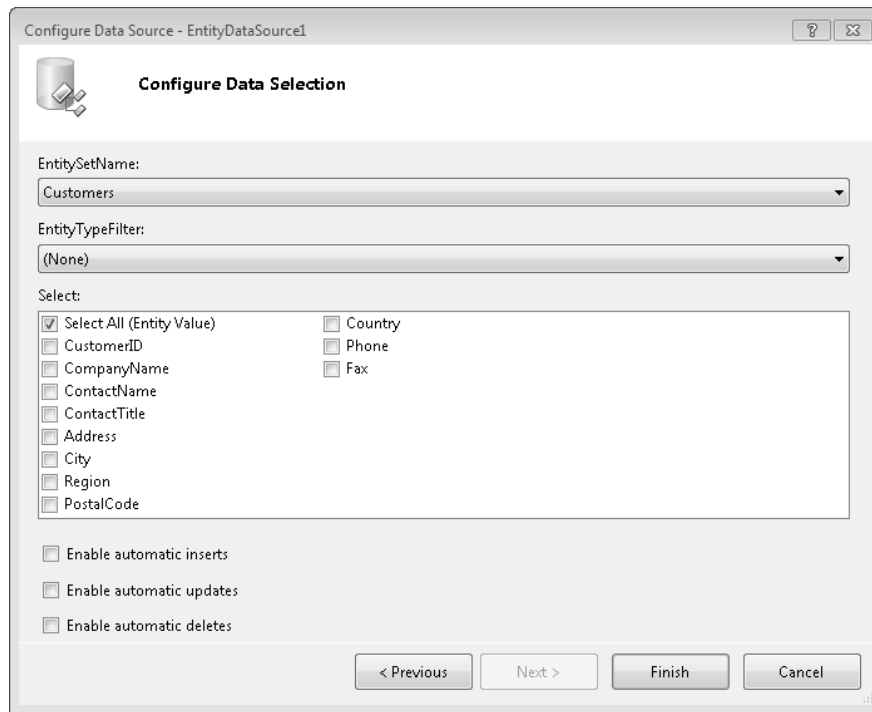 Configure Data Source - EntityDataSource1
Configure Data Selection
EntitySetName:
Customers
EntityTypeFilter:
(None)
Select:
Select All (Entity Value)
CustomerID
CompanyName
ContactName
ContactTitle
Address
City
Region
PostalCode
Country
Phone
Fax
Enable automatic inserts
Enable automatic updates
Enable automatic deletes
< Previous
Next >
Finish
Cancel